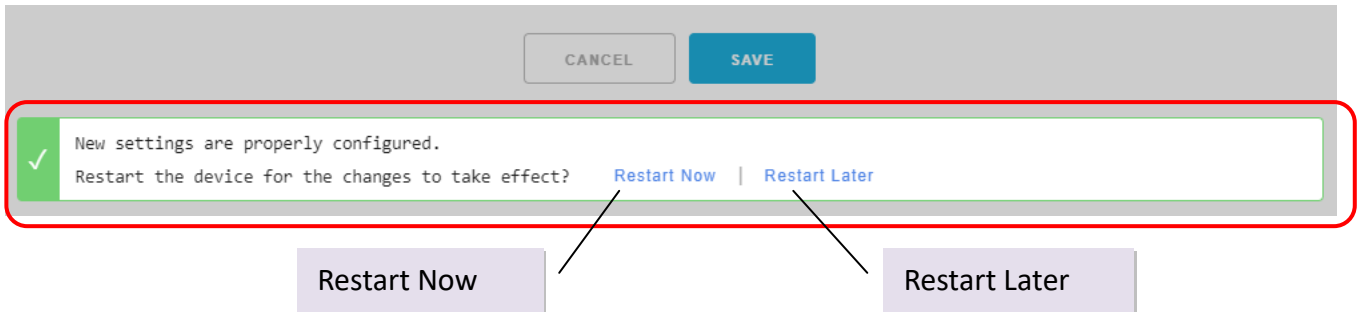 CANCEL SAVE
New settings are properly configured.
Restart the device for the changes to take effect? Restart Now | Restart Later
Restart Now Restart Later